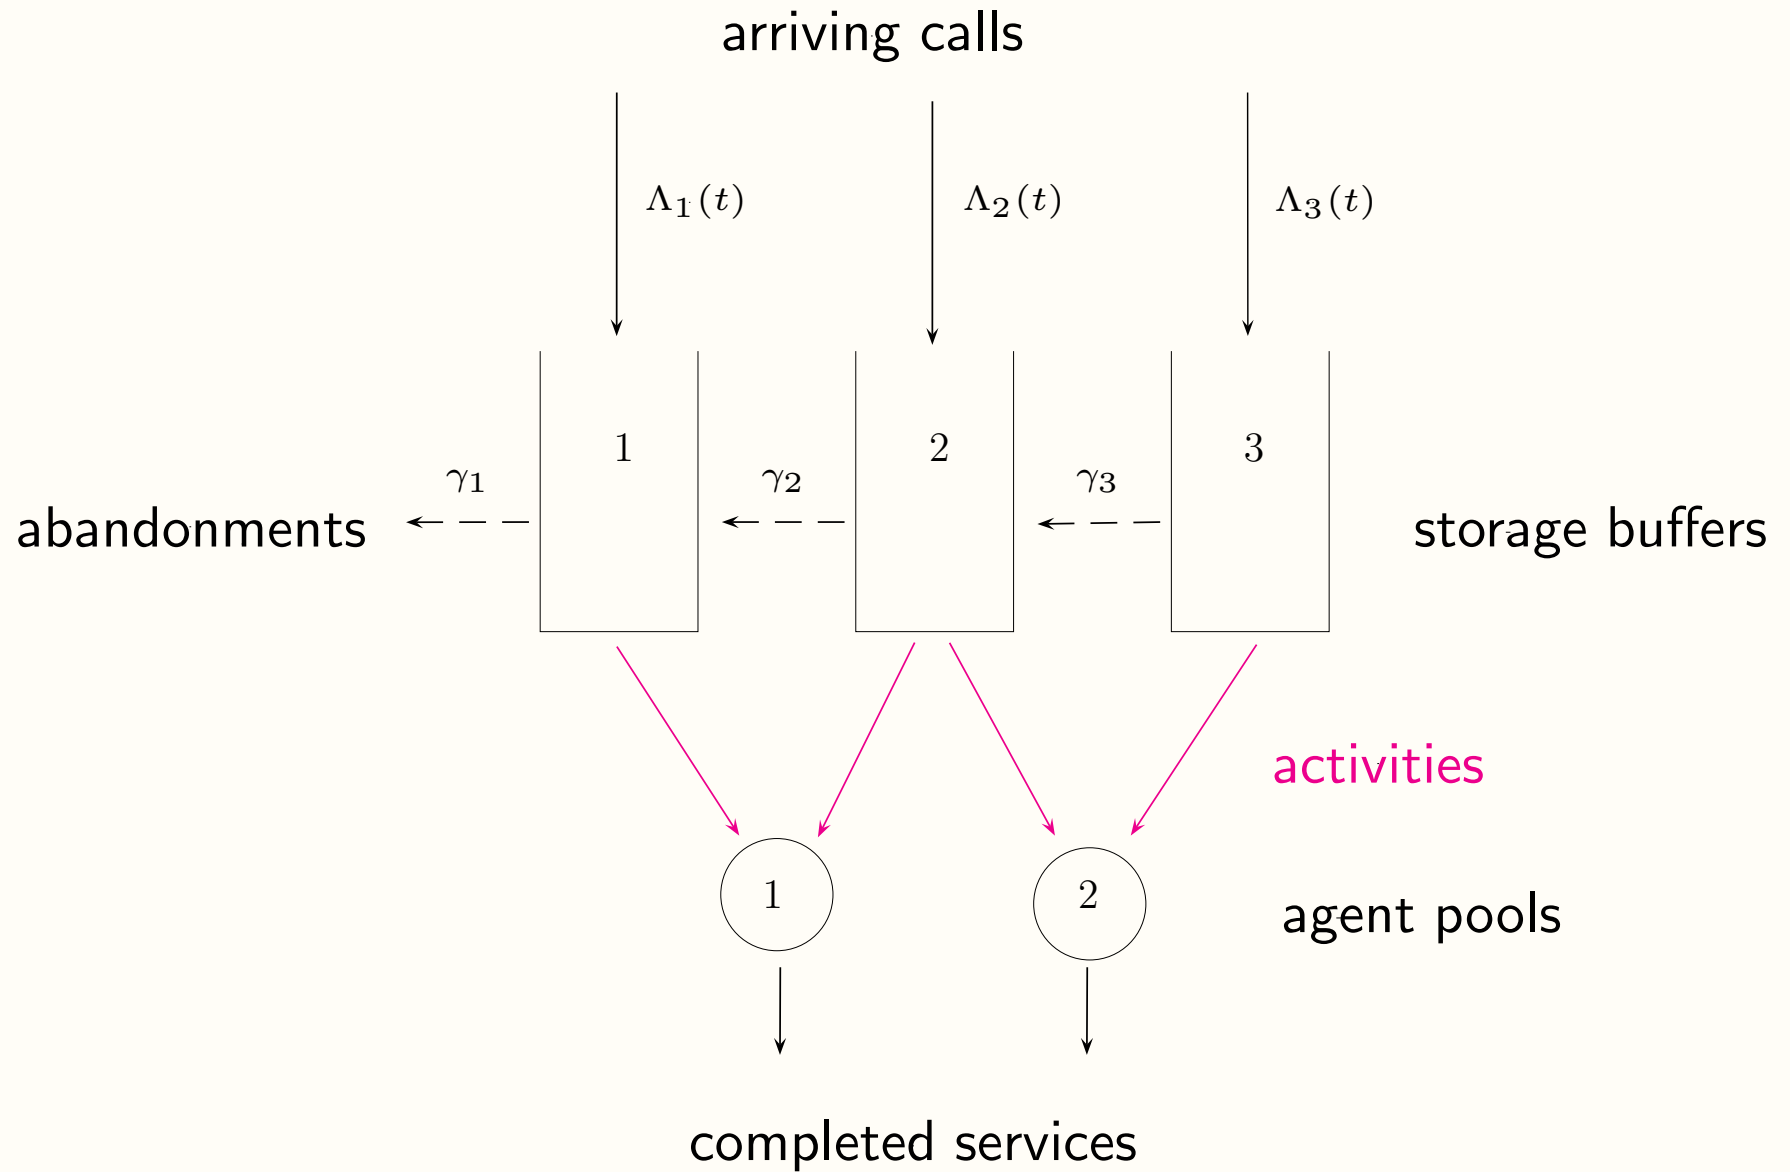 arriving calls
Λ₁(t) Λ₂(t) Λ₃(t)
1 2 3
γ₁ γ₂ γ₃
abandonments storage buffers
activities
1 2
agent pools
completed services